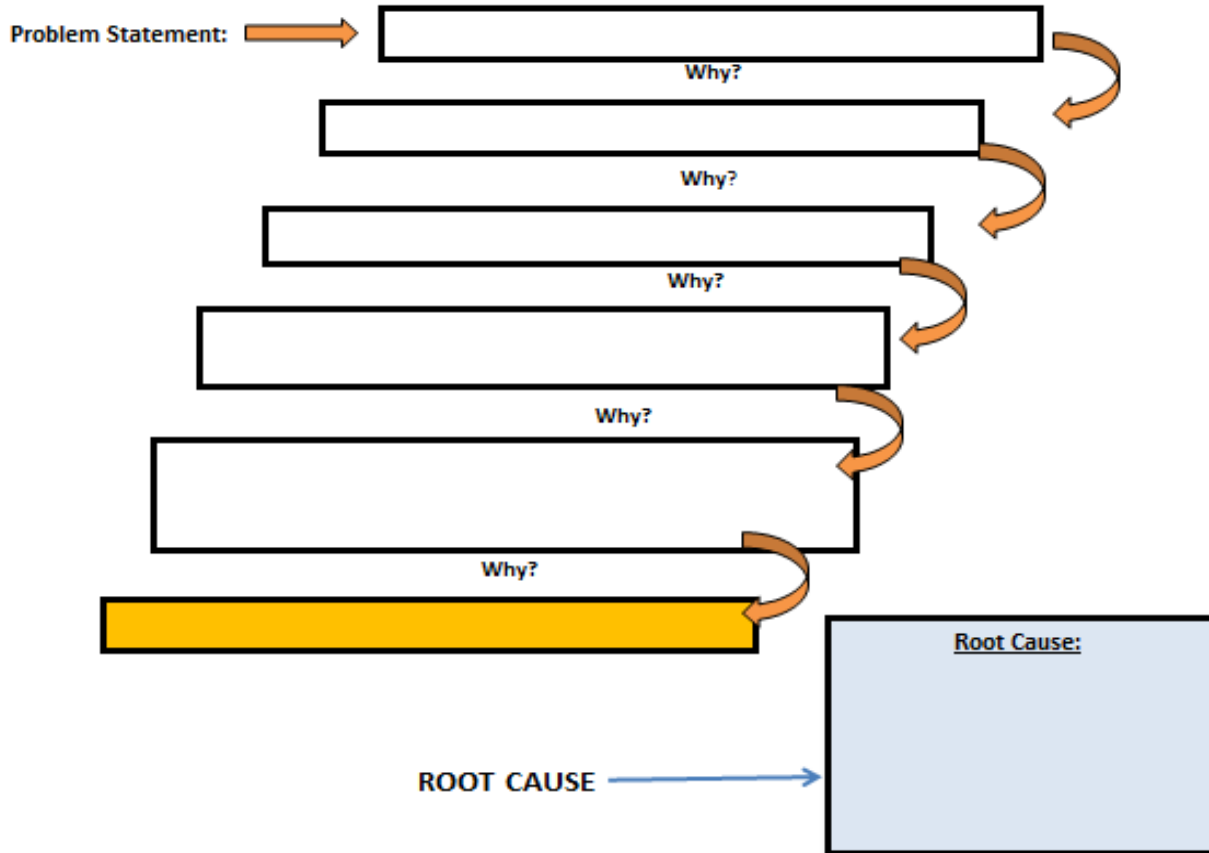 Problem Statement:
Why?
Why?
Why?
Why?
Why?
Root Cause:
ROOT CAUSE